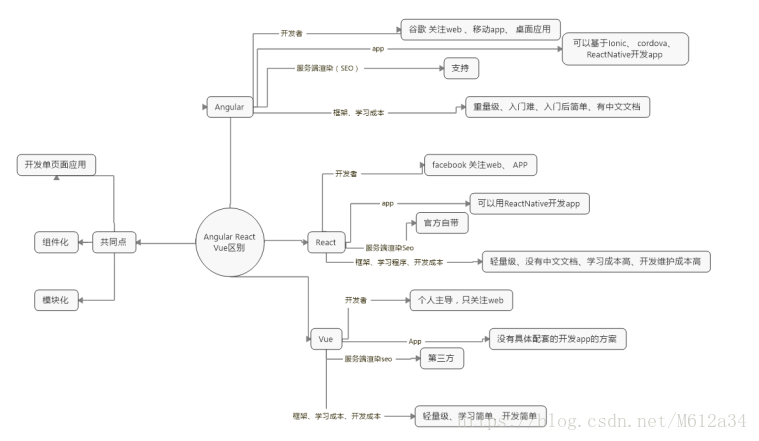 开发者
谷歌 关注web 、移动app、 桌面应用
app
可以基于Ionic、 cordova、
ReactNative开发app
服务端渲染（SEO）
支持
Angular
框架、学习成本
重量级、入门难、入门后简单、有中文文档
开发单页面应用
组件化
共同点
模块化
Angular React
Vue区别
开发者
facebook 关注web、 APP
app
可以用ReactNative开发app
官方自带
React
服务端渲染Seo
框架、学习程序、开发成本
轻量级、没有中文文档、学习成本高、开发维护成本高
开发者
个人主导，只关注web
Vue
App
没有具体配套的开发app的方案
服务端渲染seo
第三方
框架、学习成本、开发成本
轻量级、学习简单、开发简单
https://blog.csdn.net/M612a34